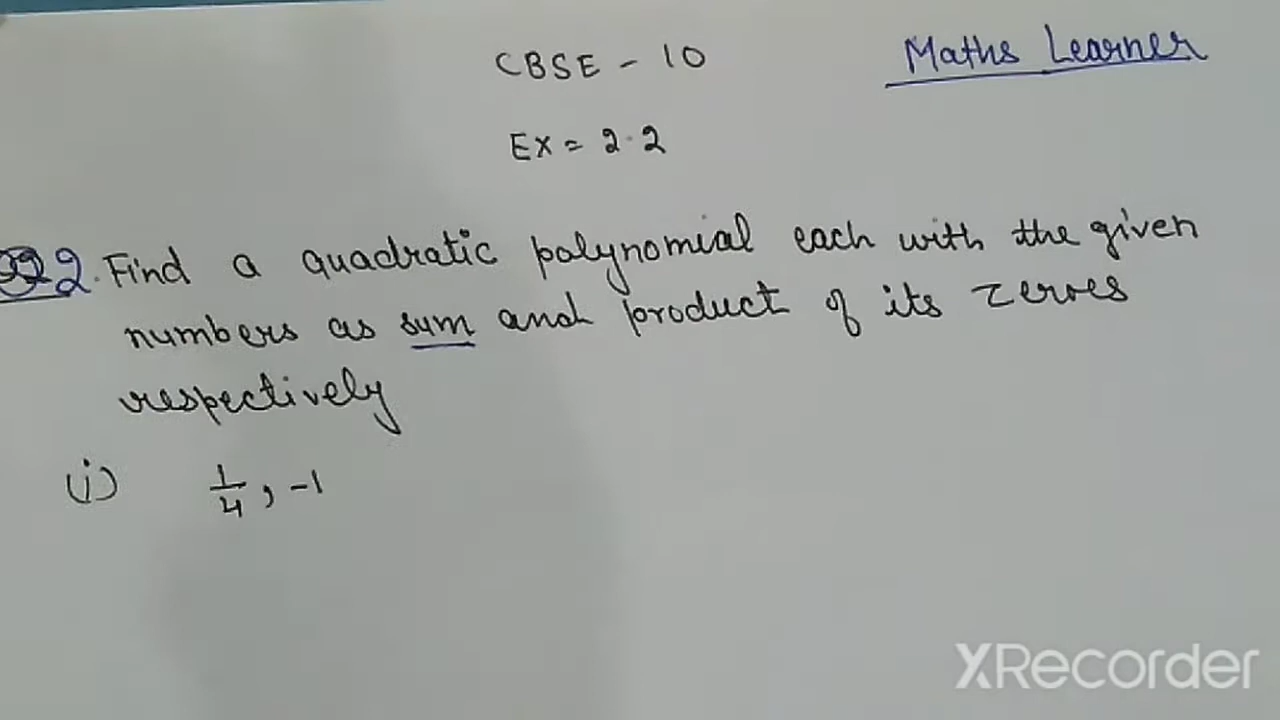 CBSE - 10
Maths Learner
EX = 2.2
2. Find a quadratic polynomial each with the given
numbers as sum and product of its zeroes
respectively
(i) 1/4, -1
XRecorder